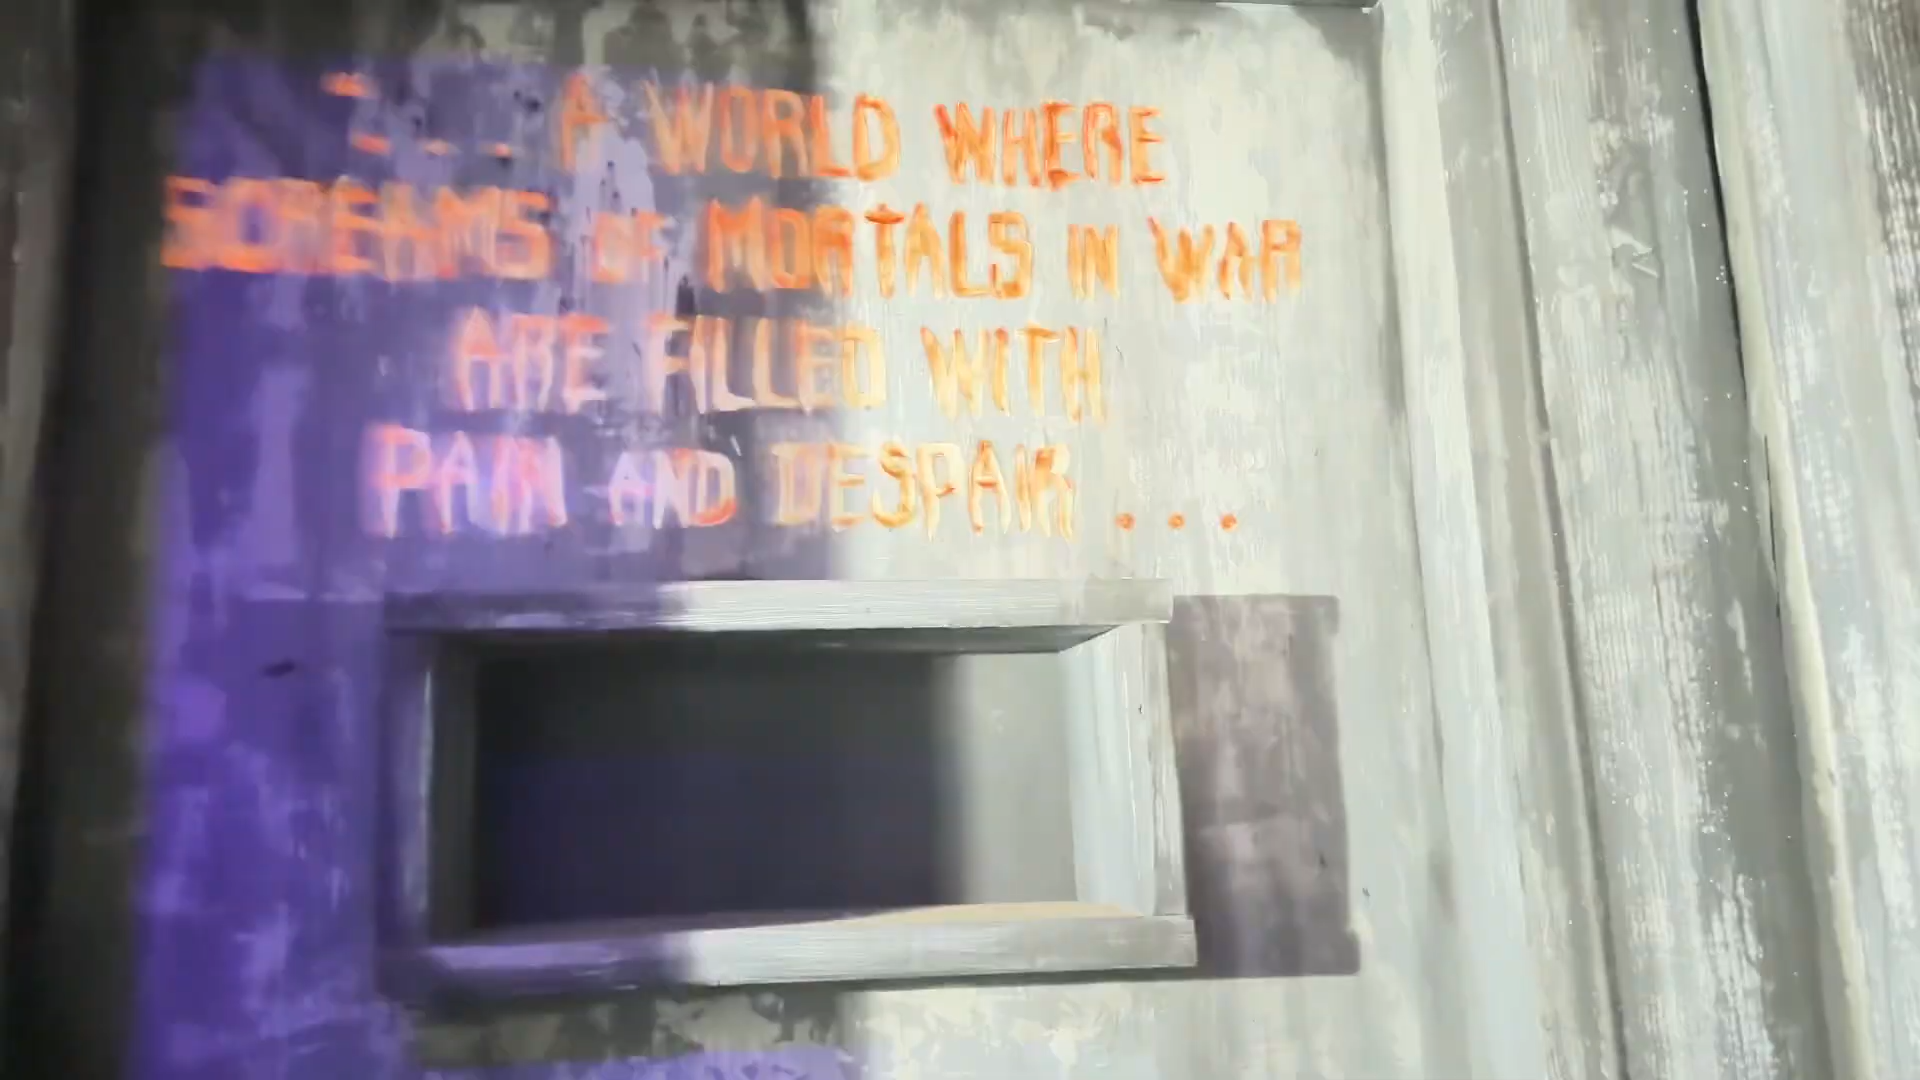 ... A WORLD WHERE
SCREAMS OF MORTALS IN WAR
ARE FILLED WITH
PAIN AND DESPAIR ...